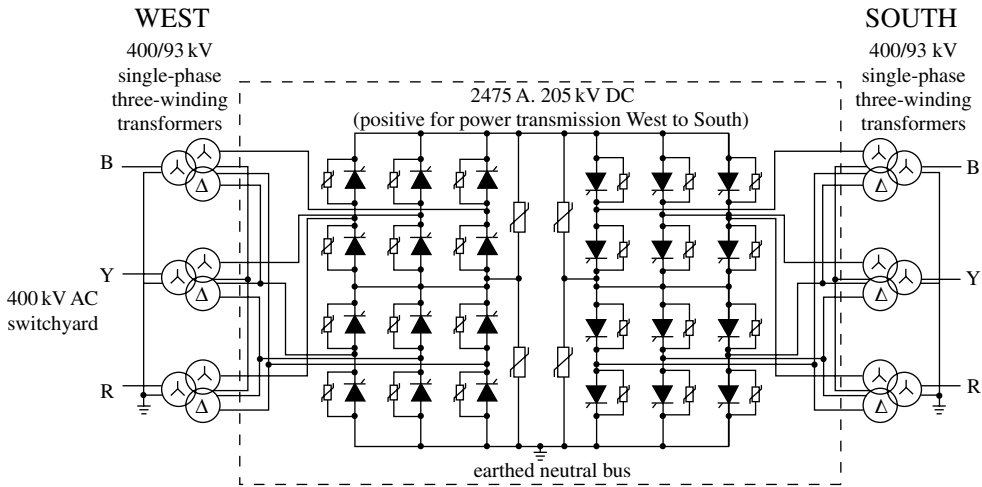 WEST
400/93 kV
single-phase
three-winding
transformers
SOUTH
400/93 kV
single-phase
three-winding
transformers
2475 A. 205 kV DC
(positive for power transmission West to South)
B
Δ
B
Δ
Y
Δ
400 kV AC
switchyard
Y
Δ
R
Δ
R
Δ
earthed neutral bus